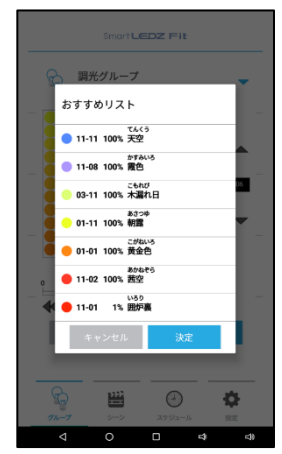 Smart LEDZ Fit
調光グループ
おすすめリスト
てんくう
11-11 100% 天空
かすみいろ
11-08 100% 霞色
こもれび
03-11 100% 木漏れ日
あさつゆ
01-11 100% 朝露
こがねいろ
01-01 100% 黄金色
あかねぞら
11-02 100% 茜空
いろり
11-01 1% 囲炉裏
0
キャンセル 決定
グループ シーン スケジュール 設定